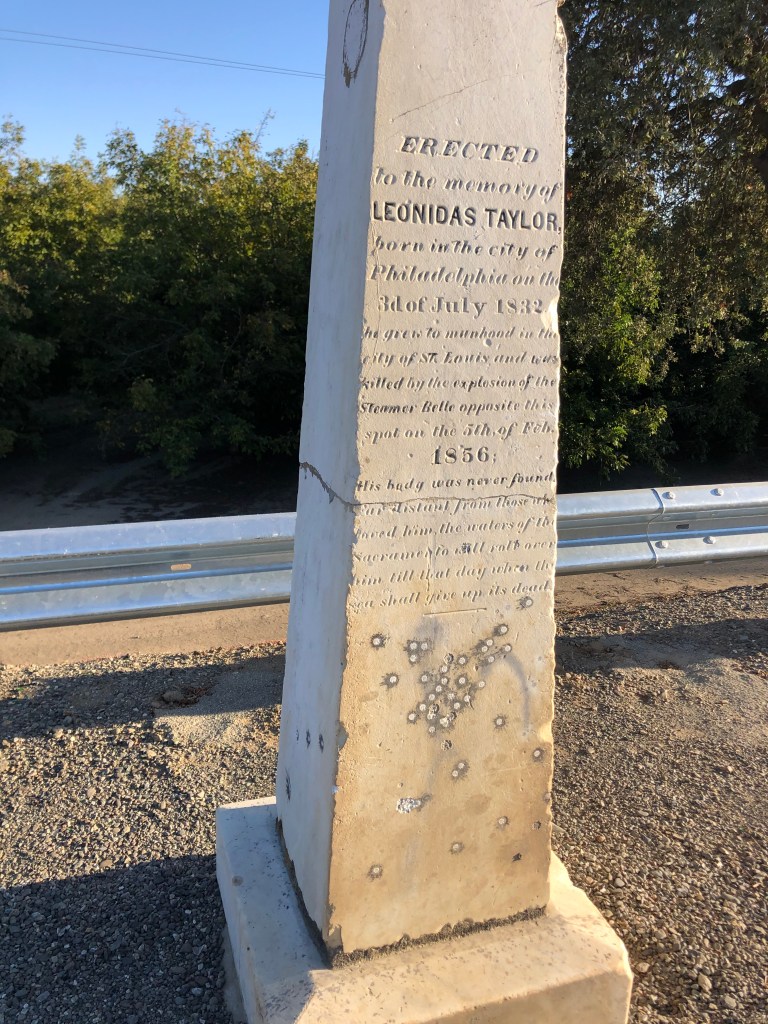 ERECTED
to the memory of
LEONIDAS TAYLOR,
born in the city of
Philadelphia on the
3d of July 1832
he grew to manhood in the
city of St. Louis and was
killed by the explosion of the
Steamer Belle opposite this
spot on the 5th, of Feb.
1856;
His body was never found,
far distant from those who
loved him the waters of the
Sacramento will roll over
him till that day when the
sea shall give up its dead.